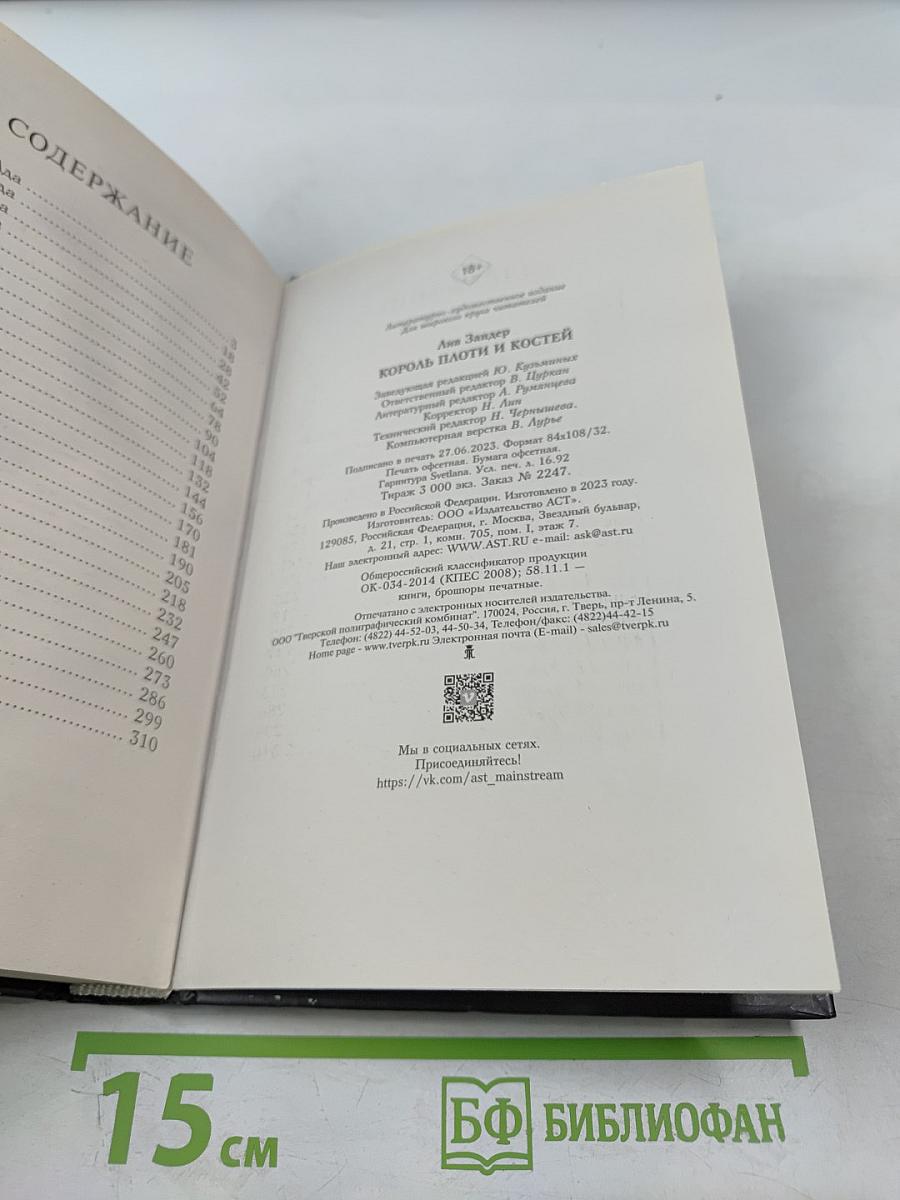 СОДЕРЖАНИЕ
Ада
3
18
28
42
52
64
78
90
104
118
132
144
156
170
181
190
205
218
232
247
260
273
286
299
310
18+
Литературно-художественное издание
Для широкого круга читателей
Лив Зандер
КОРОЛЬ ПЛОТИ И КОСТЕЙ
Заведующая редакцией Ю. Кузьминых
Ответственный редактор В. Цуркан
Литературный редактор А. Румянцева
Корректор Н. Лин
Технический редактор Н. Чернышева.
Компьютерная верстка В. Лурье
Подписано в печать 27.06.2023. Формат 84x108/32.
Печать офсетная. Бумага офсетная.
Гарнитура Svetlana. Усл. печ. л. 16.92
Тираж 3 000 экз. Заказ № 2247.
Произведено в Российской Федерации. Изготовлено в 2023 году.
Изготовитель: ООО «Издательство АСТ».
129085, Российская Федерация, г. Москва, Звездный бульвар,
д. 21, стр. 1, комн. 705, пом. I, этаж 7.
Наш электронный адрес: WWW.AST.RU e-mail: ask@ast.ru
Общероссийский классификатор продукции
ОК-034-2014 (КПЕС 2008); 58.11.1 —
книги, брошюры печатные.
Отпечатано с электронных носителей издательства.
ООО "Тверской полиграфический комбинат". 170024, Россия, г. Тверь, пр-т Ленина, 5.
Телефон: (4822) 44-52-03, 44-50-34, Телефон/факс: (4822)44-42-15
Home page - www.tverpk.ru Электронная почта (E-mail) - sales@tverpk.ru
Мы в социальных сетях.
Присоединяйтесь!
https://vk.com/ast_mainstream
15 см
БФ БИБЛИОФАН